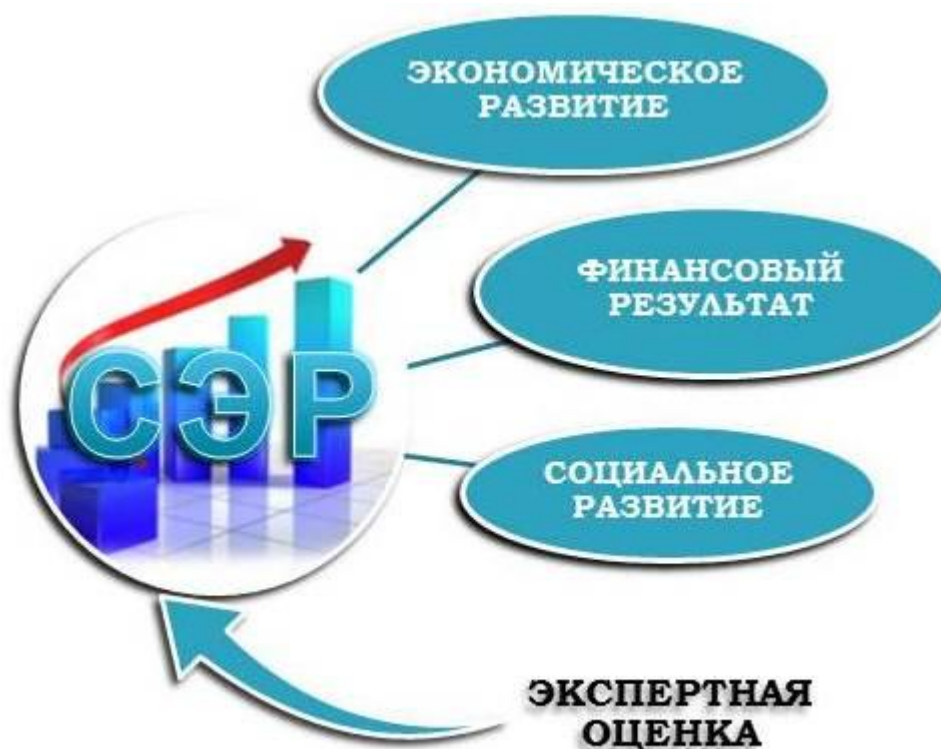 ЭКОНОМИЧЕСКОЕ
РАЗВИТИЕ
ФИНАНСОВЫЙ
РЕЗУЛЬТАТ
СЭР
СОЦИАЛЬНОЕ
РАЗВИТИЕ
ЭКСПЕРТНАЯ
ОЦЕНКА